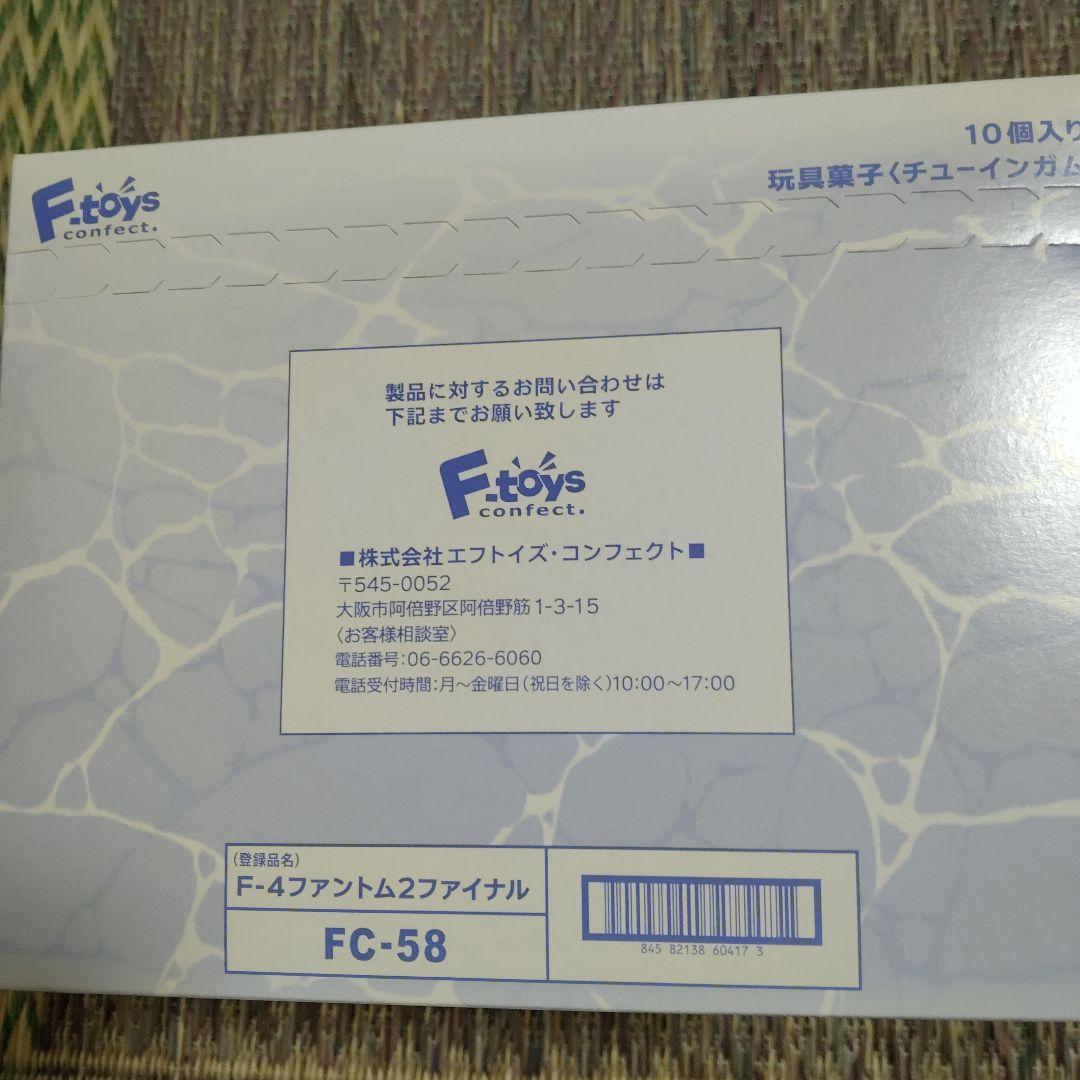 F-toys
confect.
10個入り
玩具菓子〈チューインガム
製品に対するお問い合わせは
下記までお願い致します
F-toys
confect.
■株式会社エフトイズ・コンフェクト■
〒545-0052
大阪市阿倍野区阿倍野筋1-3-15
〈お客様相談室〉
電話番号:06-6626-6060
電話受付時間:月～金曜日(祝日を除く)10:00～17:00
(登録品名)
F-4ファントム2ファイナル
FC-58
845 82138 60417 3